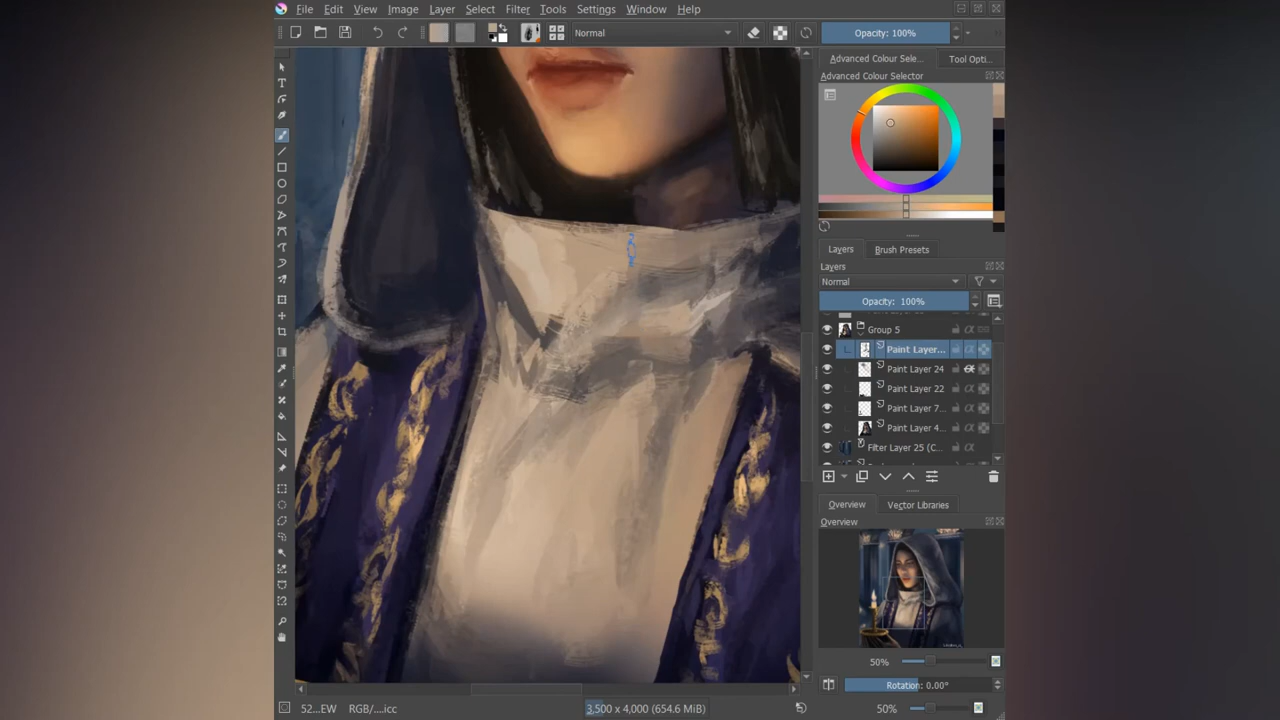 File Edit View Image Layer Select Filter Tools Settings Window Help
Normal
Opacity: 100%
Advanced Colour Sele...
Tool Opti...
Advanced Colour Selector
Layers
Brush Presets
Layers
Normal
Opacity: 100%
Group 5
Paint Layer...
Paint Layer 24
Paint Layer 22
Paint Layer 7...
Paint Layer 4...
Filter Layer 25 (C...
Overview
Vector Libraries
Overview
50%
Rotation: 0.00°
52...EW
RGB/....icc
3,500 x 4,000 (654.6 MiB)
50%